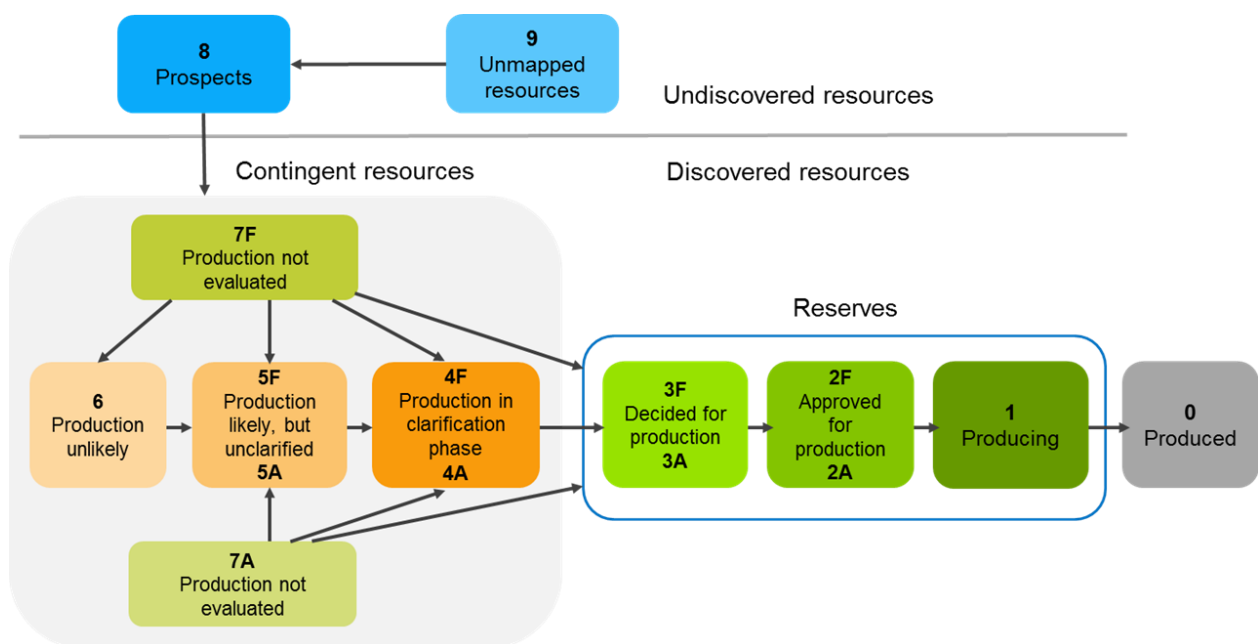 8
Prospects
9
Unmapped
resources
Undiscovered resources
Contingent resources
Discovered resources
7F
Production not
evaluated
Reserves
6
Production
unlikely
5F
Production
likely, but
unclarified
5A
4F
Production in
clarification
phase
4A
3F
Decided for
production
3A
2F
Approved
for
production
2A
1
Producing
0
Produced
7A
Production not
evaluated